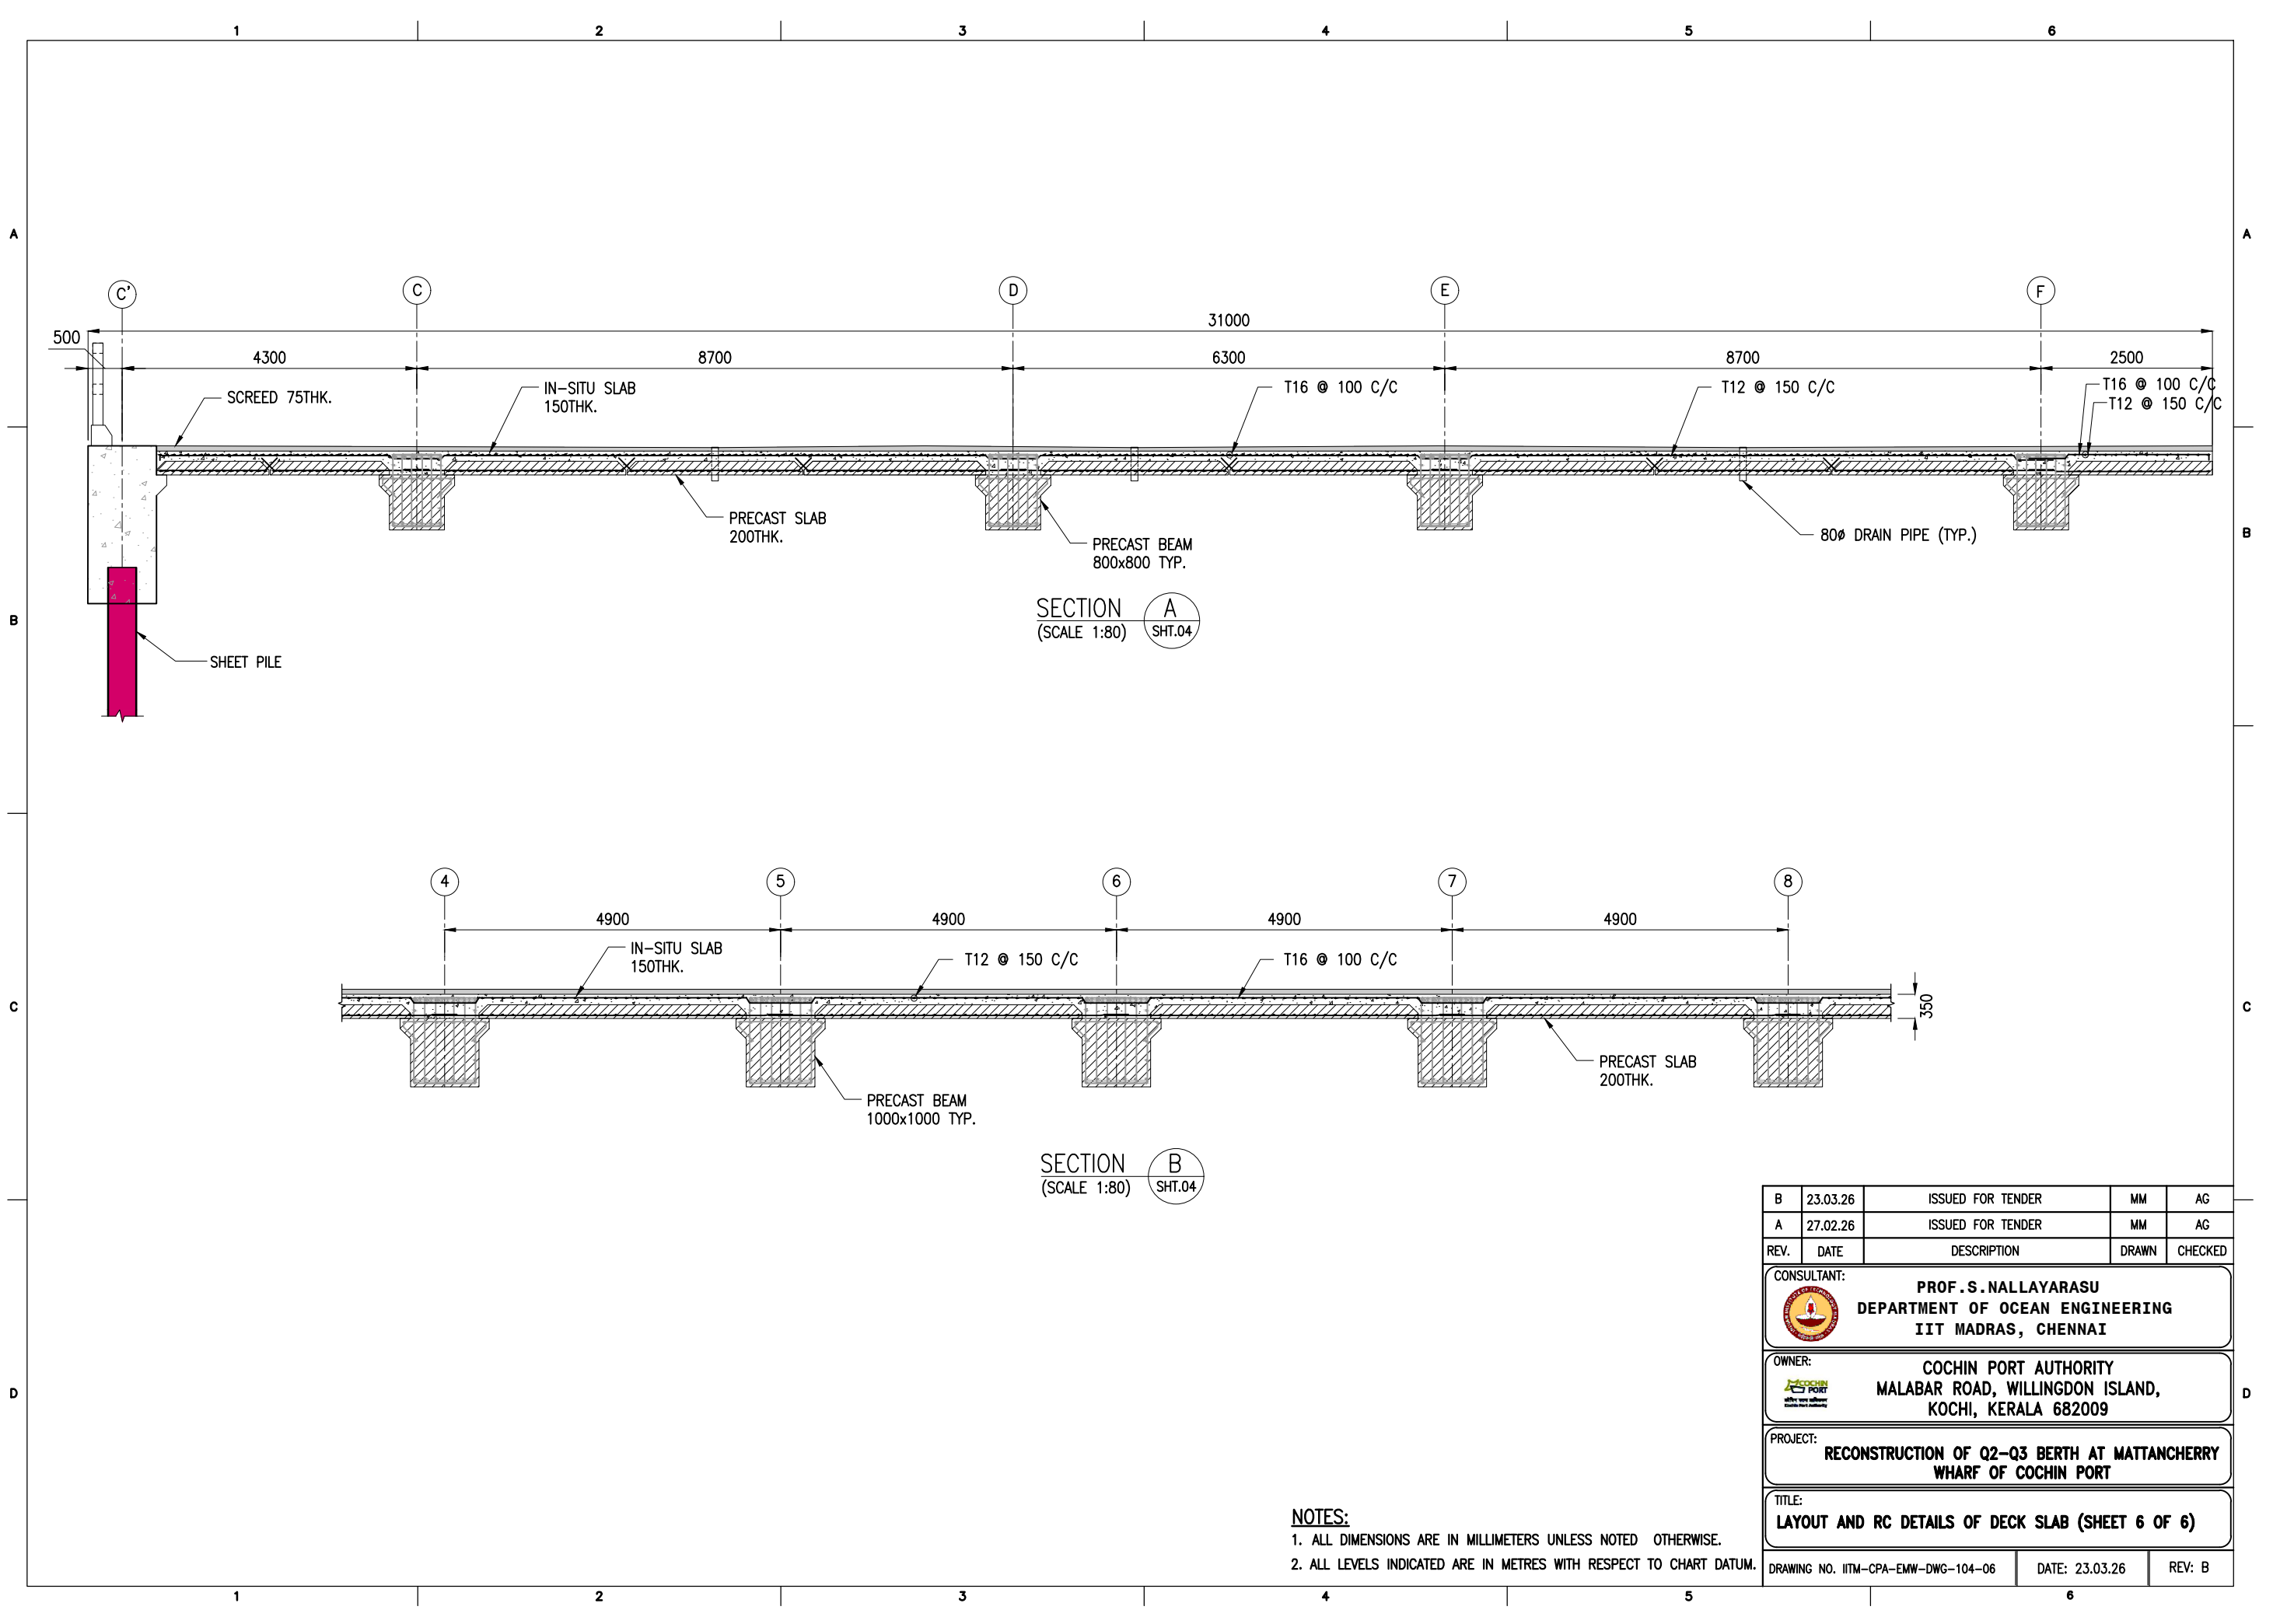 1 2 3 4 5 6
A A
C' C D E F
31000
500
4300 8700 6300 8700 2500
SCREED 75THK.
IN-SITU SLAB
150THK.
T16 @ 100 C/C
T12 @ 150 C/C
T16 @ 100 C/C
T12 @ 150 C/C
PRECAST SLAB
200THK.
PRECAST BEAM
800x800 TYP.
80ø DRAIN PIPE (TYP.)
B
SECTION A
(SCALE 1:80) SHT.04
B
SHEET PILE
4 5 6 7 8
4900 4900 4900 4900
IN-SITU SLAB
150THK.
T12 @ 150 C/C
T16 @ 100 C/C
C C
350
PRECAST SLAB
200THK.
PRECAST BEAM
1000x1000 TYP.
SECTION B
(SCALE 1:80) SHT.04
B 23.03.26 ISSUED FOR TENDER MM AG
A 27.02.26 ISSUED FOR TENDER MM AG
REV. DATE DESCRIPTION DRAWN CHECKED
CONSULTANT:
PROF.S.NALLAYARASU
DEPARTMENT OF OCEAN ENGINEERING
IIT MADRAS, CHENNAI
OWNER:
COCHIN
PORT
Cochin Port Authority
COCHIN PORT AUTHORITY
MALABAR ROAD, WILLINGDON ISLAND,
KOCHI, KERALA 682009
D D
PROJECT:
RECONSTRUCTION OF Q2-Q3 BERTH AT MATTANCHERRY
WHARF OF COCHIN PORT
TITLE:
LAYOUT AND RC DETAILS OF DECK SLAB (SHEET 6 OF 6)
DRAWING NO. IITM-CPA-EMW-DWG-104-06 DATE: 23.03.26 REV: B
NOTES:
1. ALL DIMENSIONS ARE IN MILLIMETERS UNLESS NOTED OTHERWISE.
2. ALL LEVELS INDICATED ARE IN METRES WITH RESPECT TO CHART DATUM.
1 2 3 4 5 6